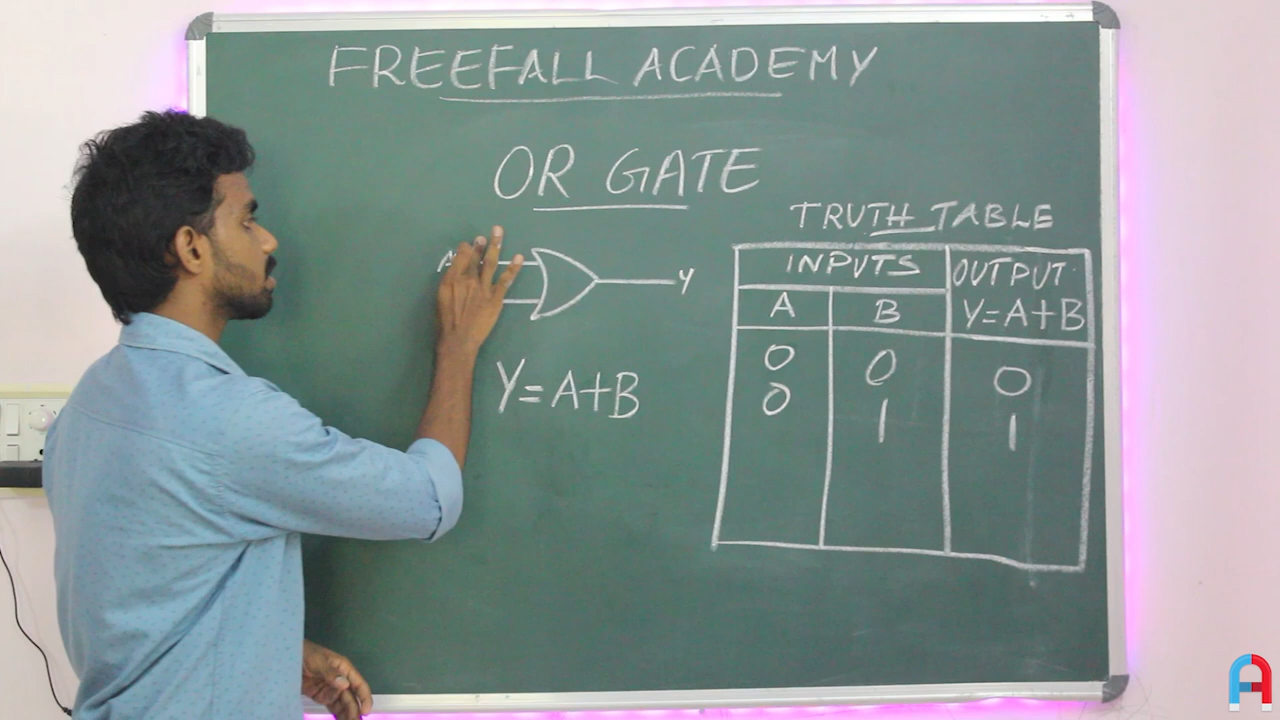 FREEFALL ACADEMY
OR GATE
A
Y
Y=A+B
TRUTH TABLE
INPUTS OUTPUT
A B Y=A+B
0 0 0
0 1 1